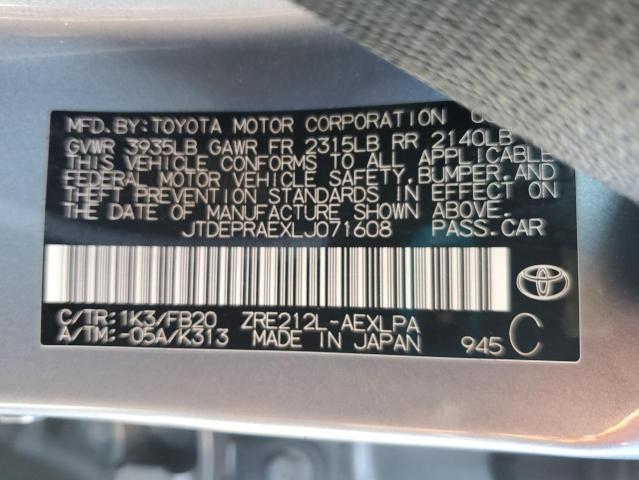 MFD.BY:TOYOTA MOTOR CORPORATION
GVWR 3935LB GAWR FR 2315LB RR 2140LB
THIS VEHICLE CONFORMS TO ALL APPLICABLE
FEDERAL MOTOR VEHICLE SAFETY,BUMPER,AND
THEFT PREVENTION STANDARDS IN EFFECT ON
THE DATE OF MANUFACTURE SHOWN ABOVE.
JTDEPRAEXLJ071608 PASS.CAR
C/TR:1K3/FB20 ZRE212L-AEXLPA
A/TM:-05A/K313 MADE IN JAPAN 945 C